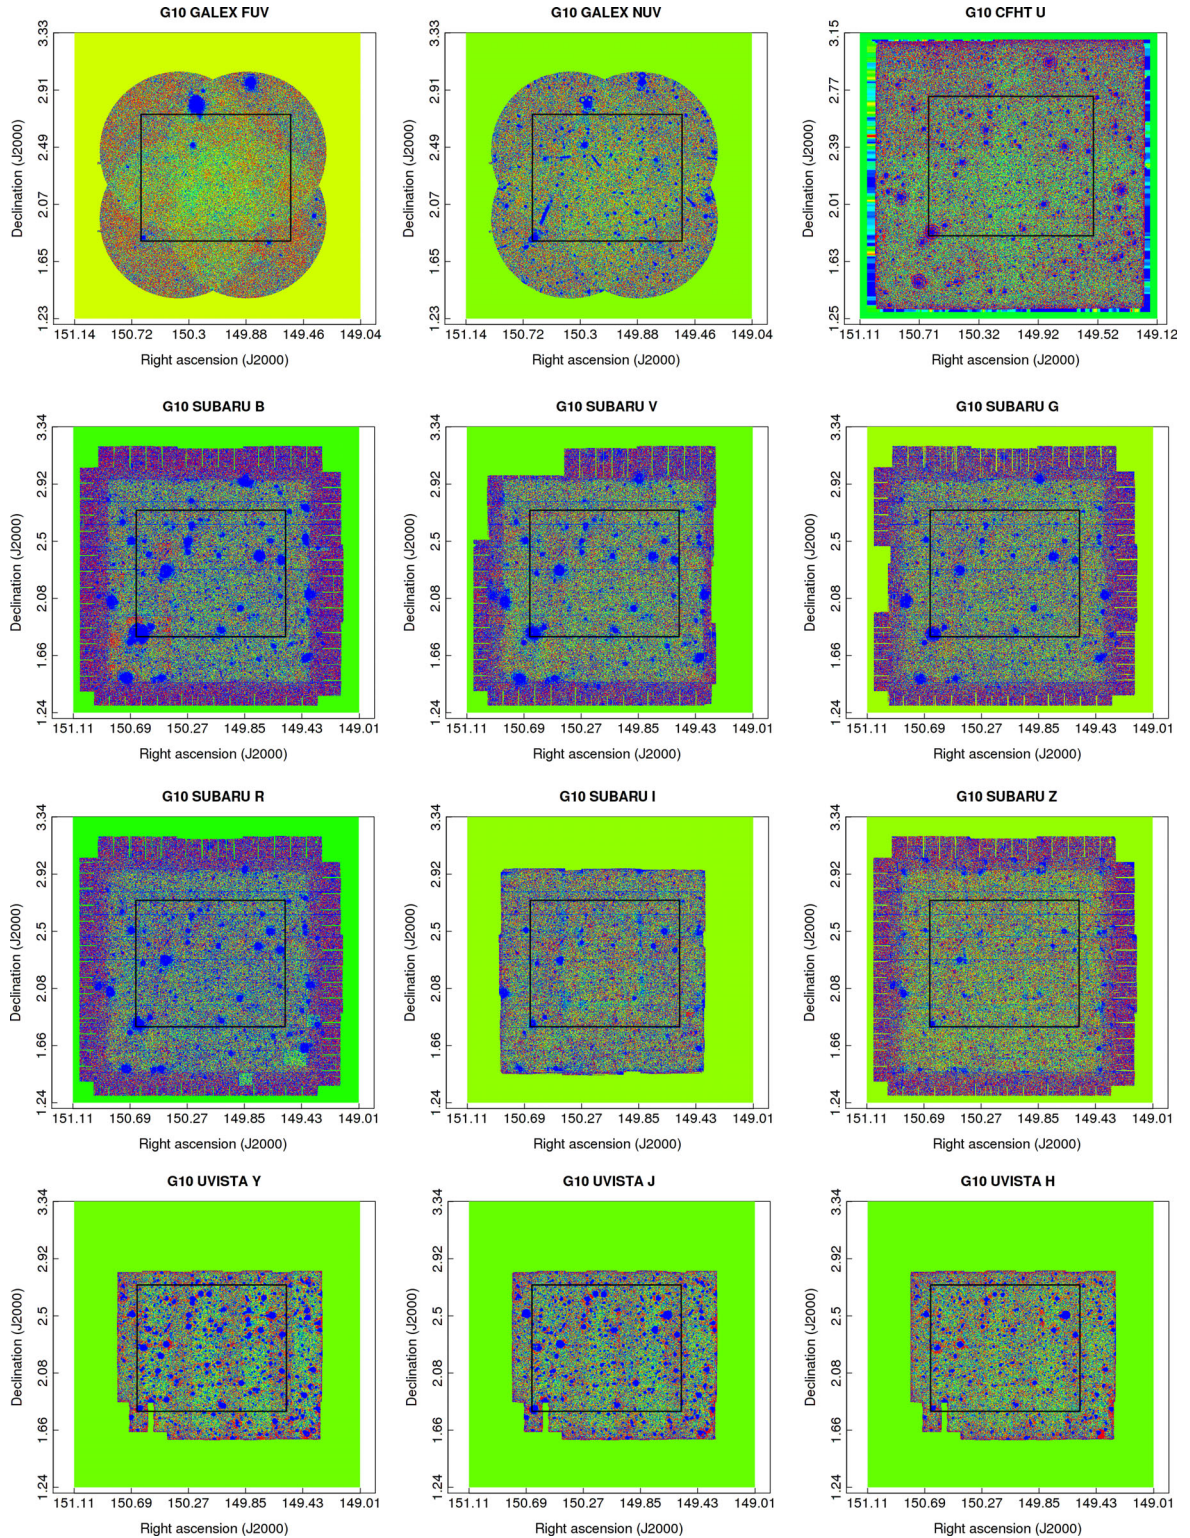 G10 GALEX FUV
Declination (J2000)
3.33
2.91
2.49
2.07
1.65
1.23
151.14 150.72 150.3 149.88 149.46 149.04
Right ascension (J2000)
G10 GALEX NUV
Declination (J2000)
3.33
2.91
2.49
2.07
1.65
1.23
151.14 150.72 150.3 149.88 149.46 149.04
Right ascension (J2000)
G10 CFHT U
Declination (J2000)
3.15
2.77
2.39
2.01
1.63
1.25
151.11 150.71 150.32 149.92 149.52 149.12
Right ascension (J2000)
G10 SUBARU B
Declination (J2000)
3.34
2.92
2.5
2.08
1.66
1.24
151.11 150.69 150.27 149.85 149.43 149.01
Right ascension (J2000)
G10 SUBARU V
Declination (J2000)
3.34
2.92
2.5
2.08
1.66
1.24
151.11 150.69 150.27 149.85 149.43 149.01
Right ascension (J2000)
G10 SUBARU G
Declination (J2000)
3.34
2.92
2.5
2.08
1.66
1.24
151.11 150.69 150.27 149.85 149.43 149.01
Right ascension (J2000)
G10 SUBARU R
Declination (J2000)
3.34
2.92
2.5
2.08
1.66
1.24
151.11 150.69 150.27 149.85 149.43 149.01
Right ascension (J2000)
G10 SUBARU I
Declination (J2000)
3.34
2.92
2.5
2.08
1.66
1.24
151.11 150.69 150.27 149.85 149.43 149.01
Right ascension (J2000)
G10 SUBARU Z
Declination (J2000)
3.34
2.92
2.5
2.08
1.66
1.24
151.11 150.69 150.27 149.85 149.43 149.01
Right ascension (J2000)
G10 UVISTA Y
Declination (J2000)
3.34
2.92
2.5
2.08
1.66
1.24
151.11 150.69 150.27 149.85 149.43 149.01
Right ascension (J2000)
G10 UVISTA J
Declination (J2000)
3.34
2.92
2.5
2.08
1.66
1.24
151.11 150.69 150.27 149.85 149.43 149.01
Right ascension (J2000)
G10 UVISTA H
Declination (J2000)
3.34
2.92
2.5
2.08
1.66
1.24
151.11 150.69 150.27 149.85 149.43 149.01
Right ascension (J2000)